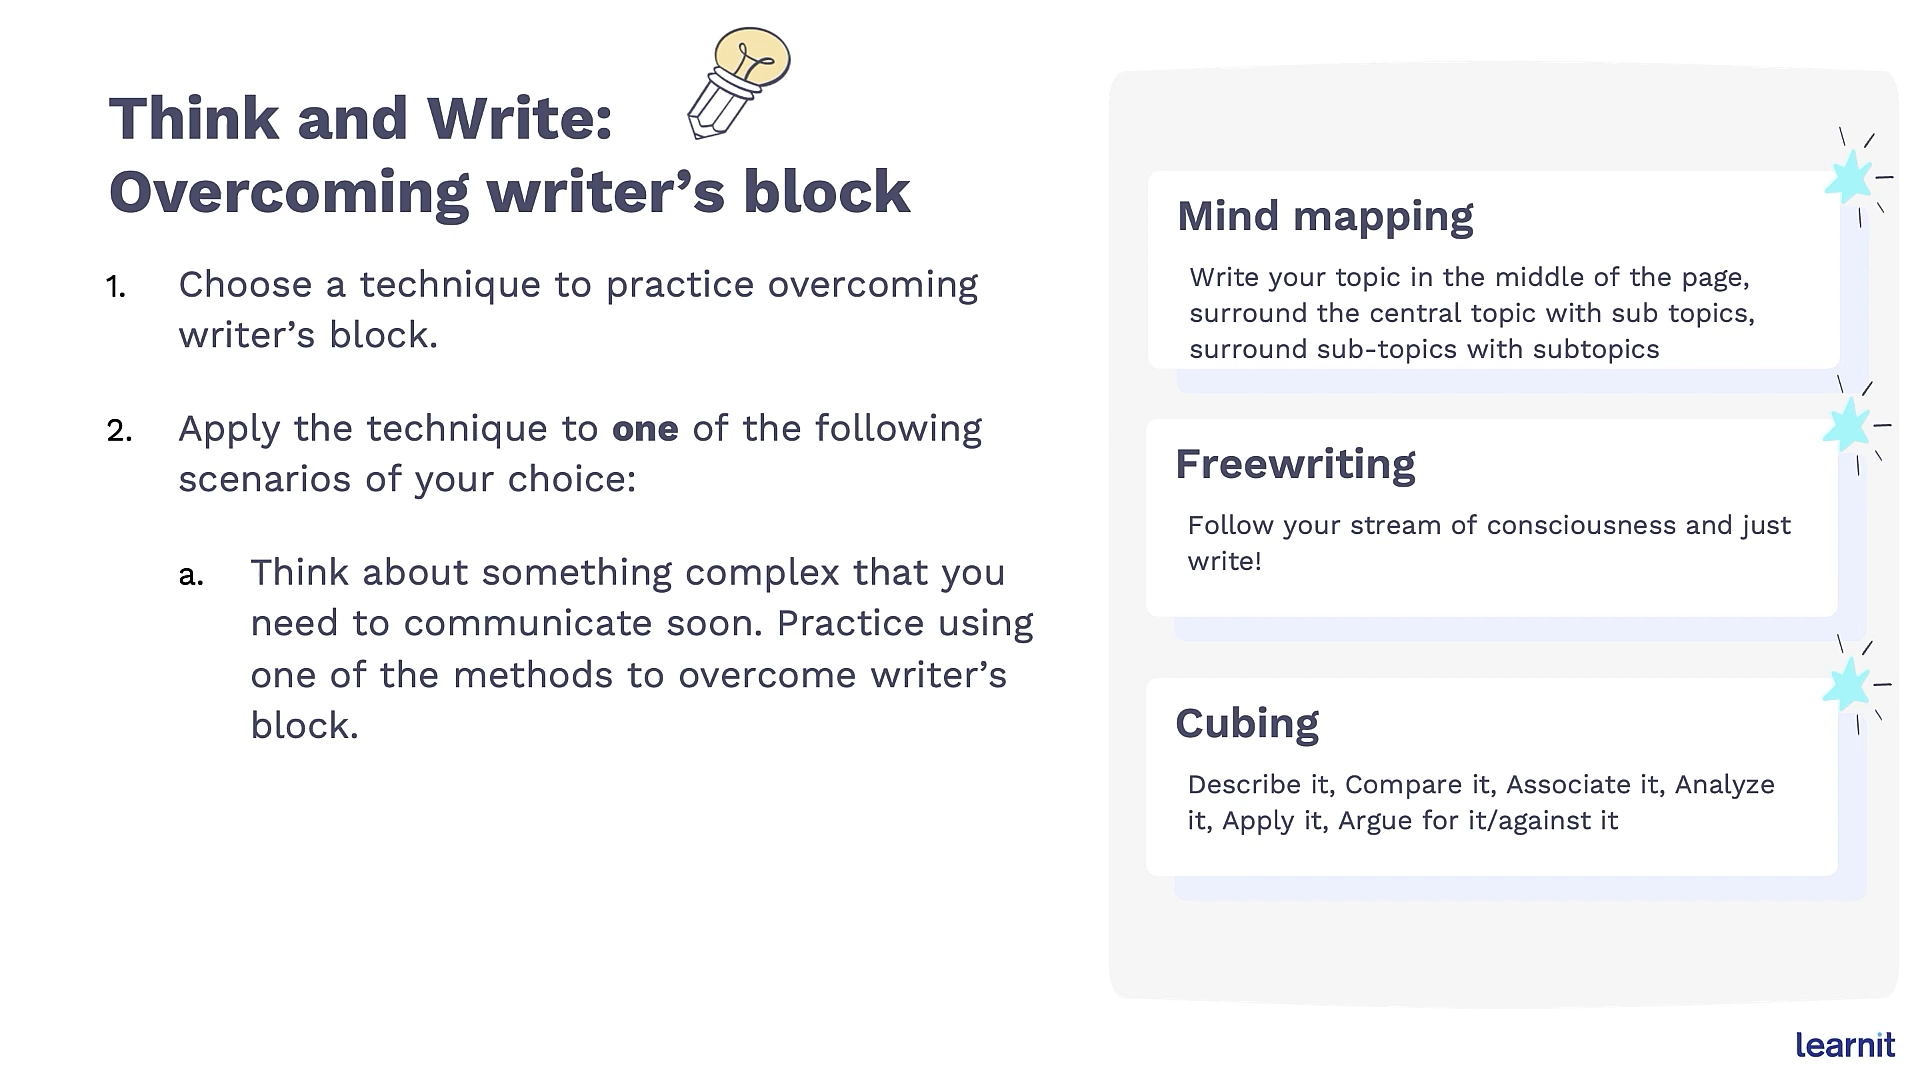 Think and Write:
Overcoming writer’s block
1. Choose a technique to practice overcoming
writer’s block.
2. Apply the technique to one of the following
scenarios of your choice:
a. Think about something complex that you
need to communicate soon. Practice using
one of the methods to overcome writer’s
block.
Mind mapping
Write your topic in the middle of the page,
surround the central topic with sub topics,
surround sub-topics with subtopics
Freewriting
Follow your stream of consciousness and just
write!
Cubing
Describe it, Compare it, Associate it, Analyze
it, Apply it, Argue for it/against it
learnit